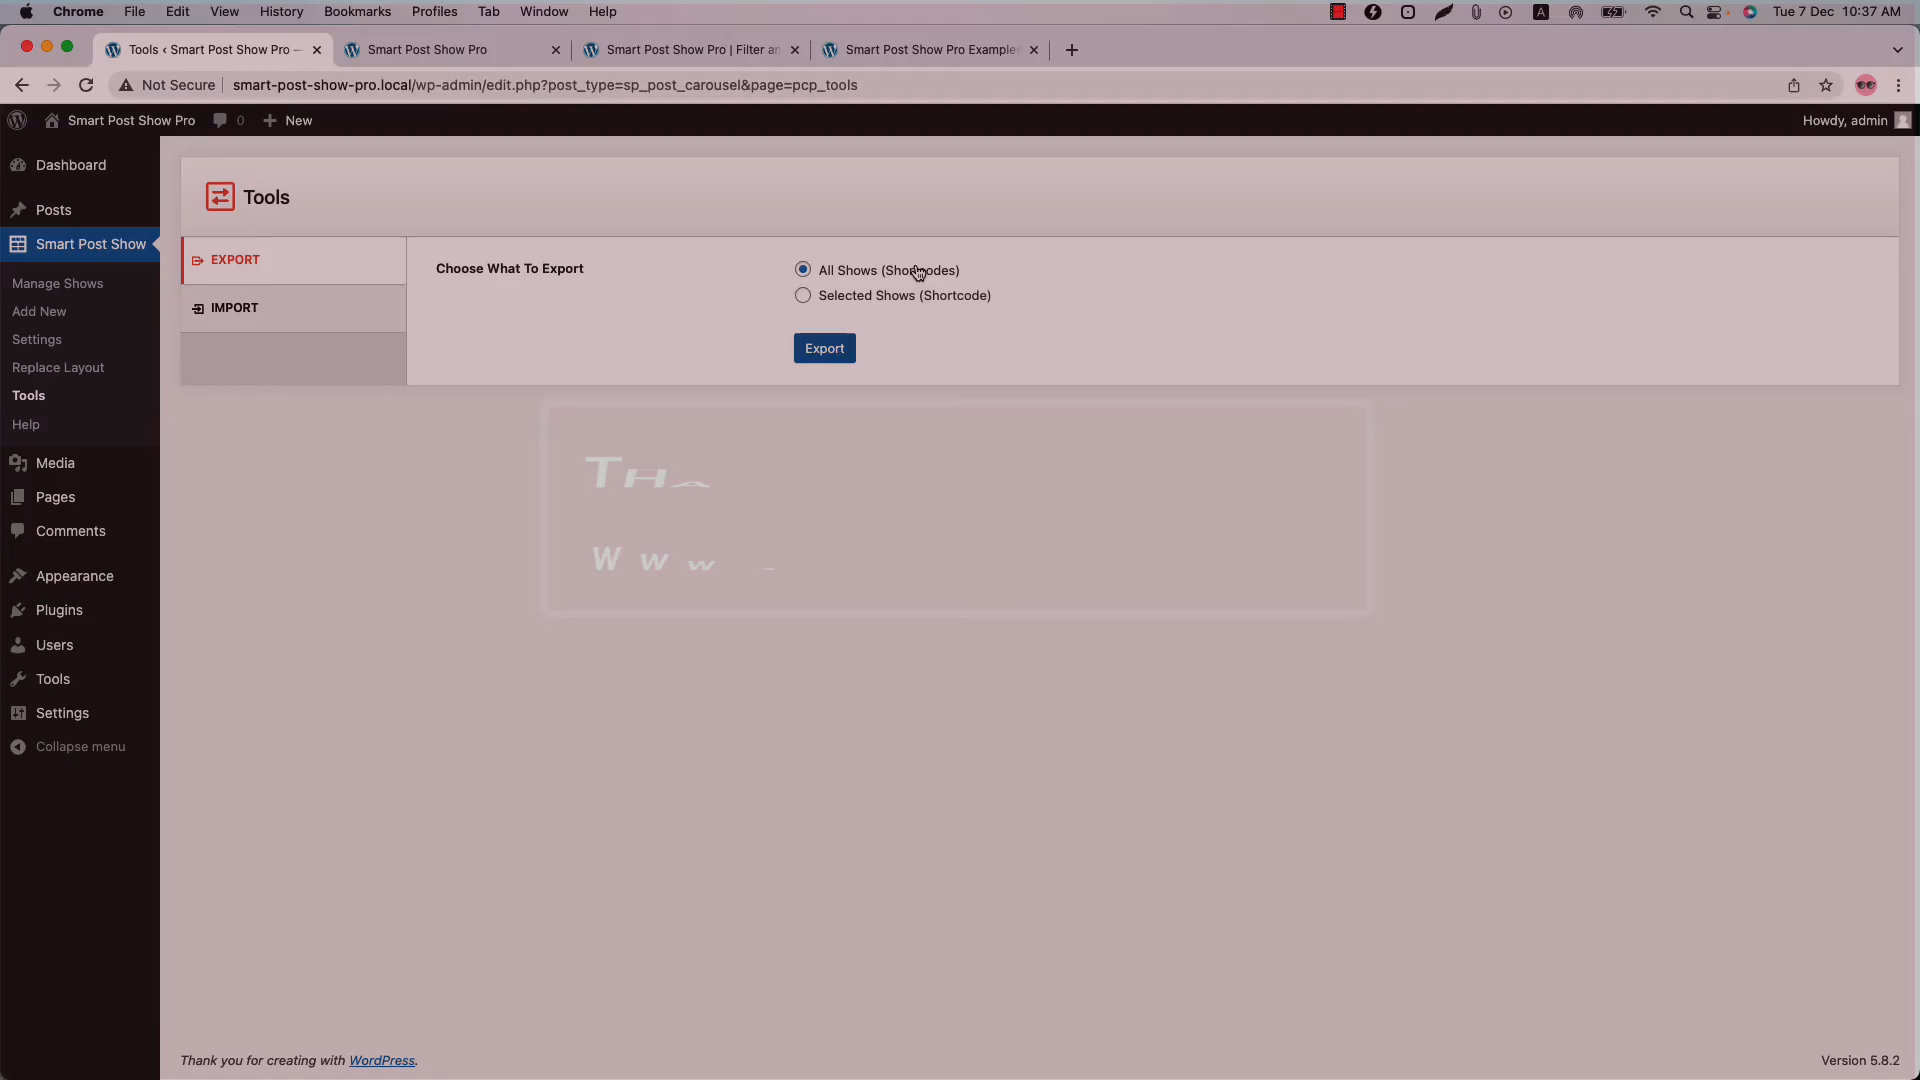 Chrome File Edit View History Bookmarks Profiles Tab Window Help A Tue 7 Dec 10:37 AM
Tools ‹ Smart Post Show Pro — Smart Post Show Pro Smart Post Show Pro | Filter an Smart Post Show Pro Examples
Not Secure smart-post-show-pro.local/wp-admin/edit.php?post_type=sp_post_carousel&page=pcp_tools
Smart Post Show Pro 0 New Howdy, admin
Dashboard
Posts
Smart Post Show
Manage Shows
Add New
Settings
Replace Layout
Tools
Help
Media
Pages
Comments
Appearance
Plugins
Users
Tools
Settings
Collapse menu
Tools
EXPORT
IMPORT
Choose What To Export
All Shows (Shortcodes)
Selected Shows (Shortcode)
Export
THA
Www
Thank you for creating with WordPress.
Version 5.8.2